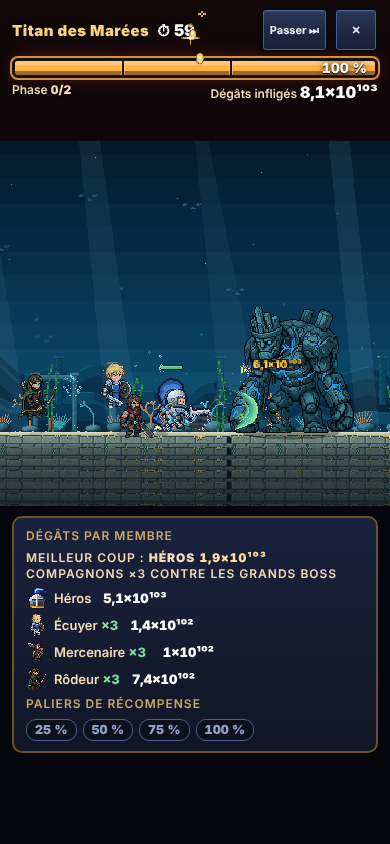 Titan des Marées ⏱ 59
Passer ⏭
×
100 %
Phase 0/2
Dégâts infligés 8,1×10¹⁰³
6,1×10¹⁰³
DÉGÂTS PAR MEMBRE
MEILLEUR COUP : HÉROS 1,9×10¹⁰³
COMPAGNONS ×3 CONTRE LES GRANDS BOSS
Héros 5,1×10¹⁰³
Écuyer ×3 1,4×10¹⁰²
Mercenaire ×3 1×10¹⁰²
Rôdeur ×3 7,4×10¹⁰²
PALIERS DE RÉCOMPENSE
25 % 50 % 75 % 100 %